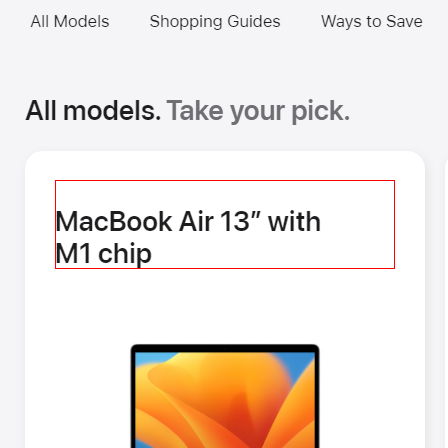 All Models Shopping Guides Ways to Save
All models. Take your pick.
MacBook Air 13” with
M1 chip